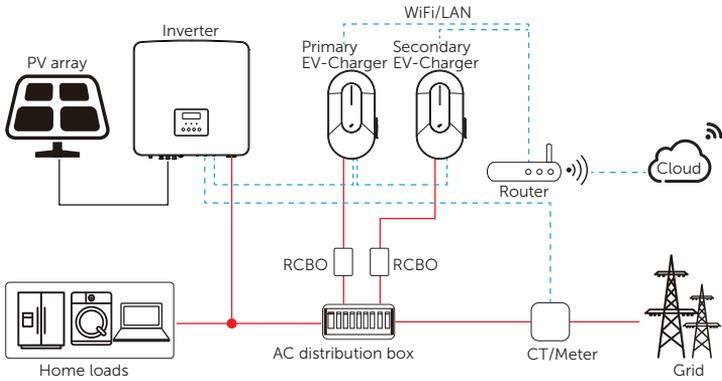 WiFi/LAN
Inverter
Primary
EV-Charger
Secondary
EV-Charger
PV array
Cloud
Router
RCBO
RCBO
Home loads
AC distribution box
CT/Meter
Grid